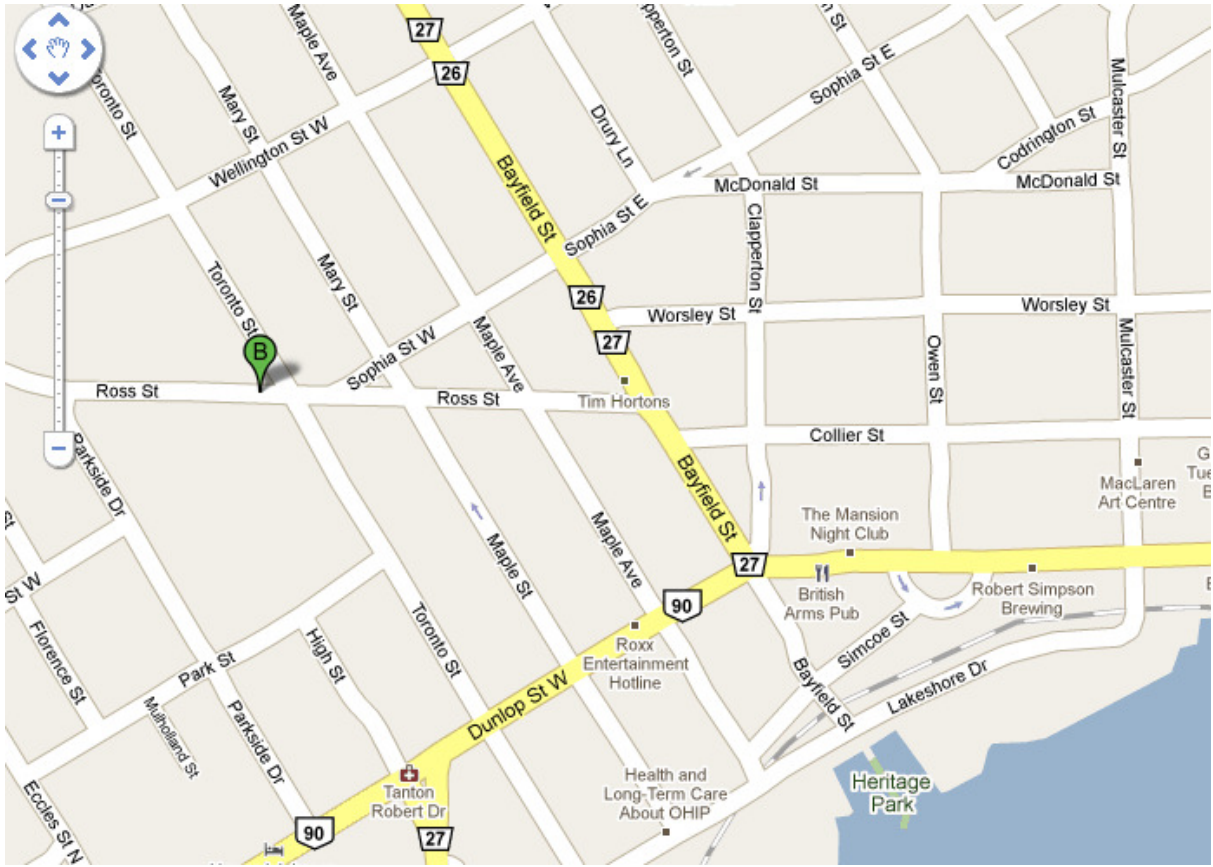 27
26
Maple Ave
Clapperton St
Sophia St E
Mulcaster St
Toronto St
Mary St
Drury Ln
Codrington St
Wellington St W
Bayfield St
McDonald St
McDonald St
Sophia St E
Clapperton St
Toronto St
Mary St
26
Worsley St
Worsley St
27
Maple Ave
Owen St
Mulcaster St
B
Sophia St W
Ross St
Ross St
Tim Hortons
Collier St
Parkside Dr
Bayfield St
MacLaren
Art Centre
The Mansion
Night Club
Maple Ave
27
St W
Maple St
90
British
Arms Pub
Robert Simpson
Brewing
Florence St
High St
Toronto St
Roxx
Entertainment
Hotline
Simcoe St
Park St
Bayfield St
Lakeshore Dr
Mulholland St
Parkside Dr
Dunlop St W
Eccles St N
Tanton
Robert Dr
Health and
Long-Term Care
About OHIP
Heritage
Park
90
27